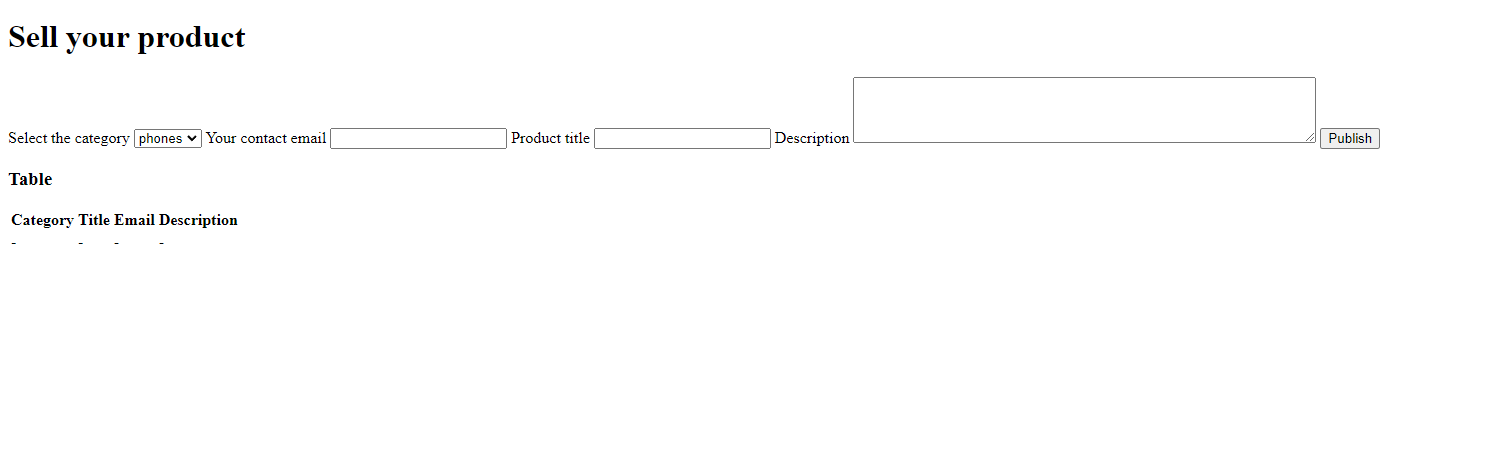 Sell your product
Select the category phones Your contact email Product title Description Publish
Table
Category Title Email Description
- - - -